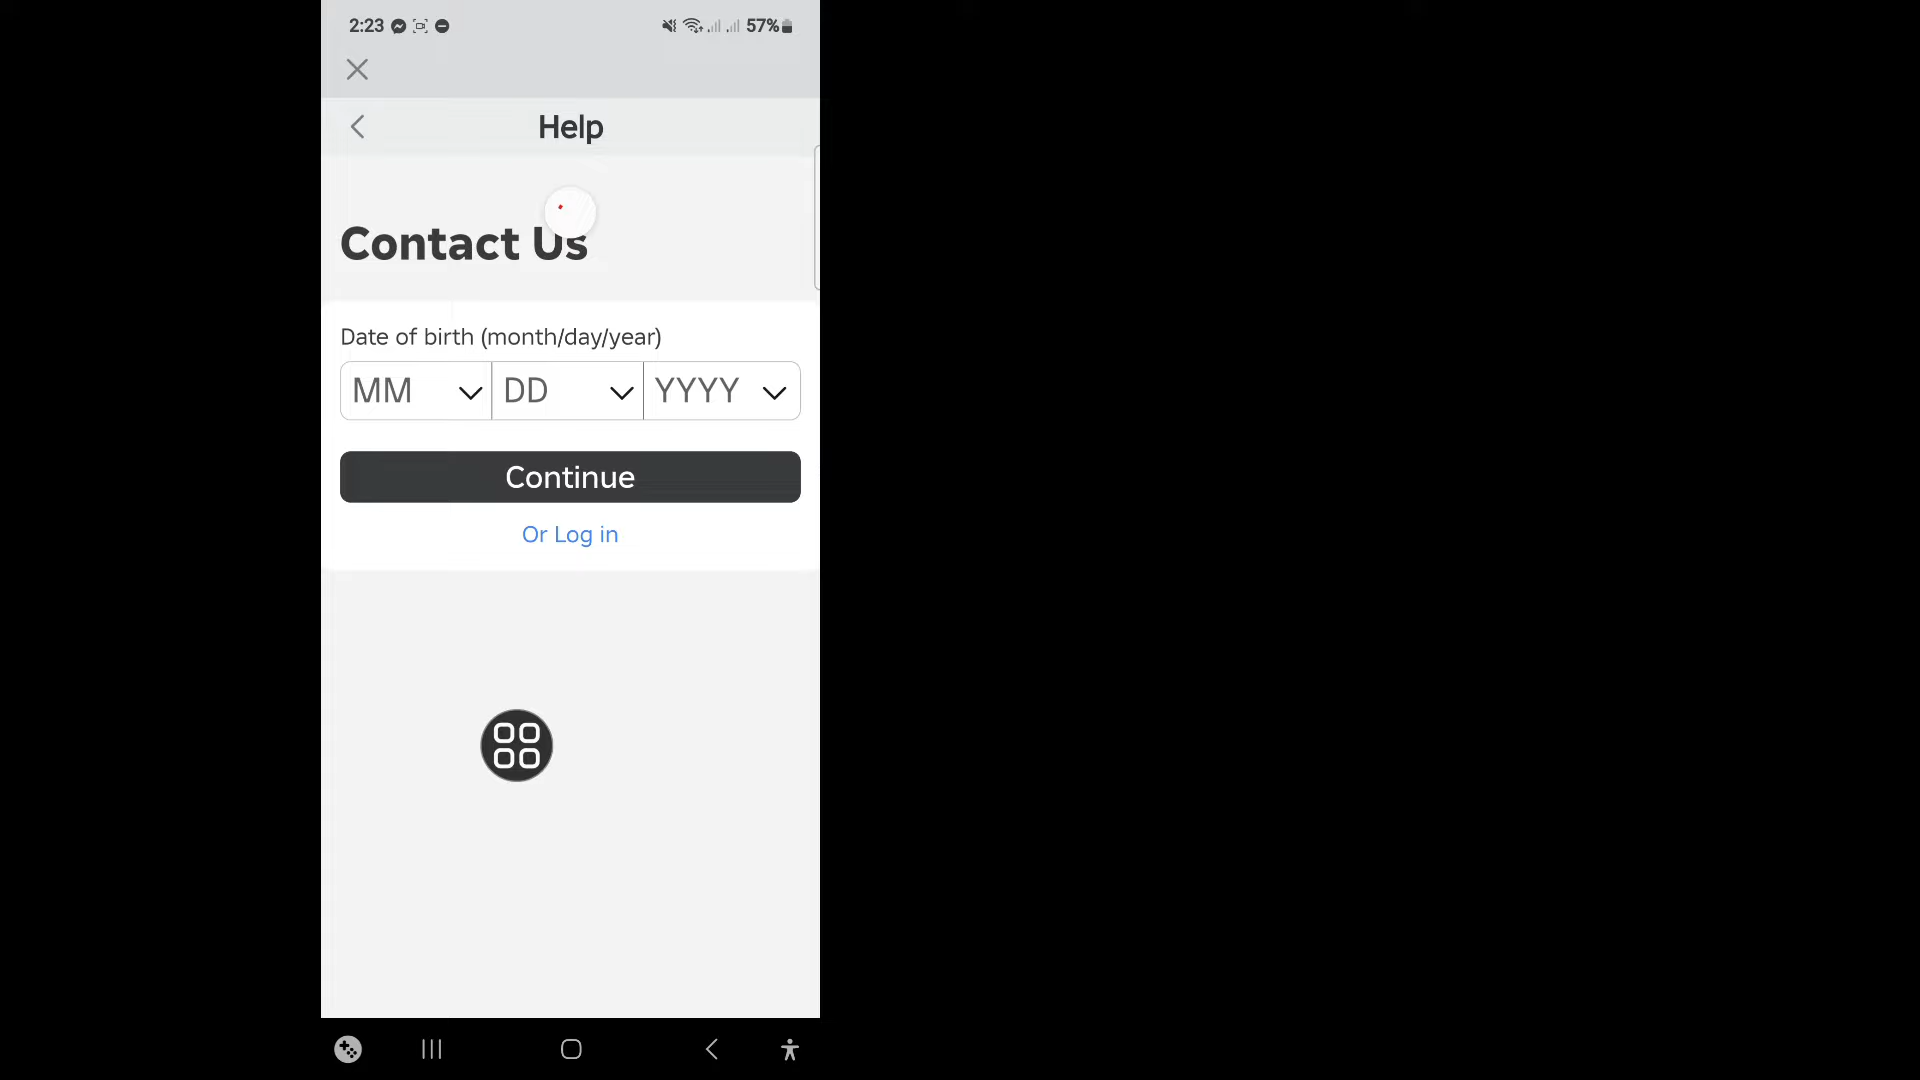 2:23
57%
Help
Contact Us
Date of birth (month/day/year)
MM DD YYYY
Continue
Or Log in